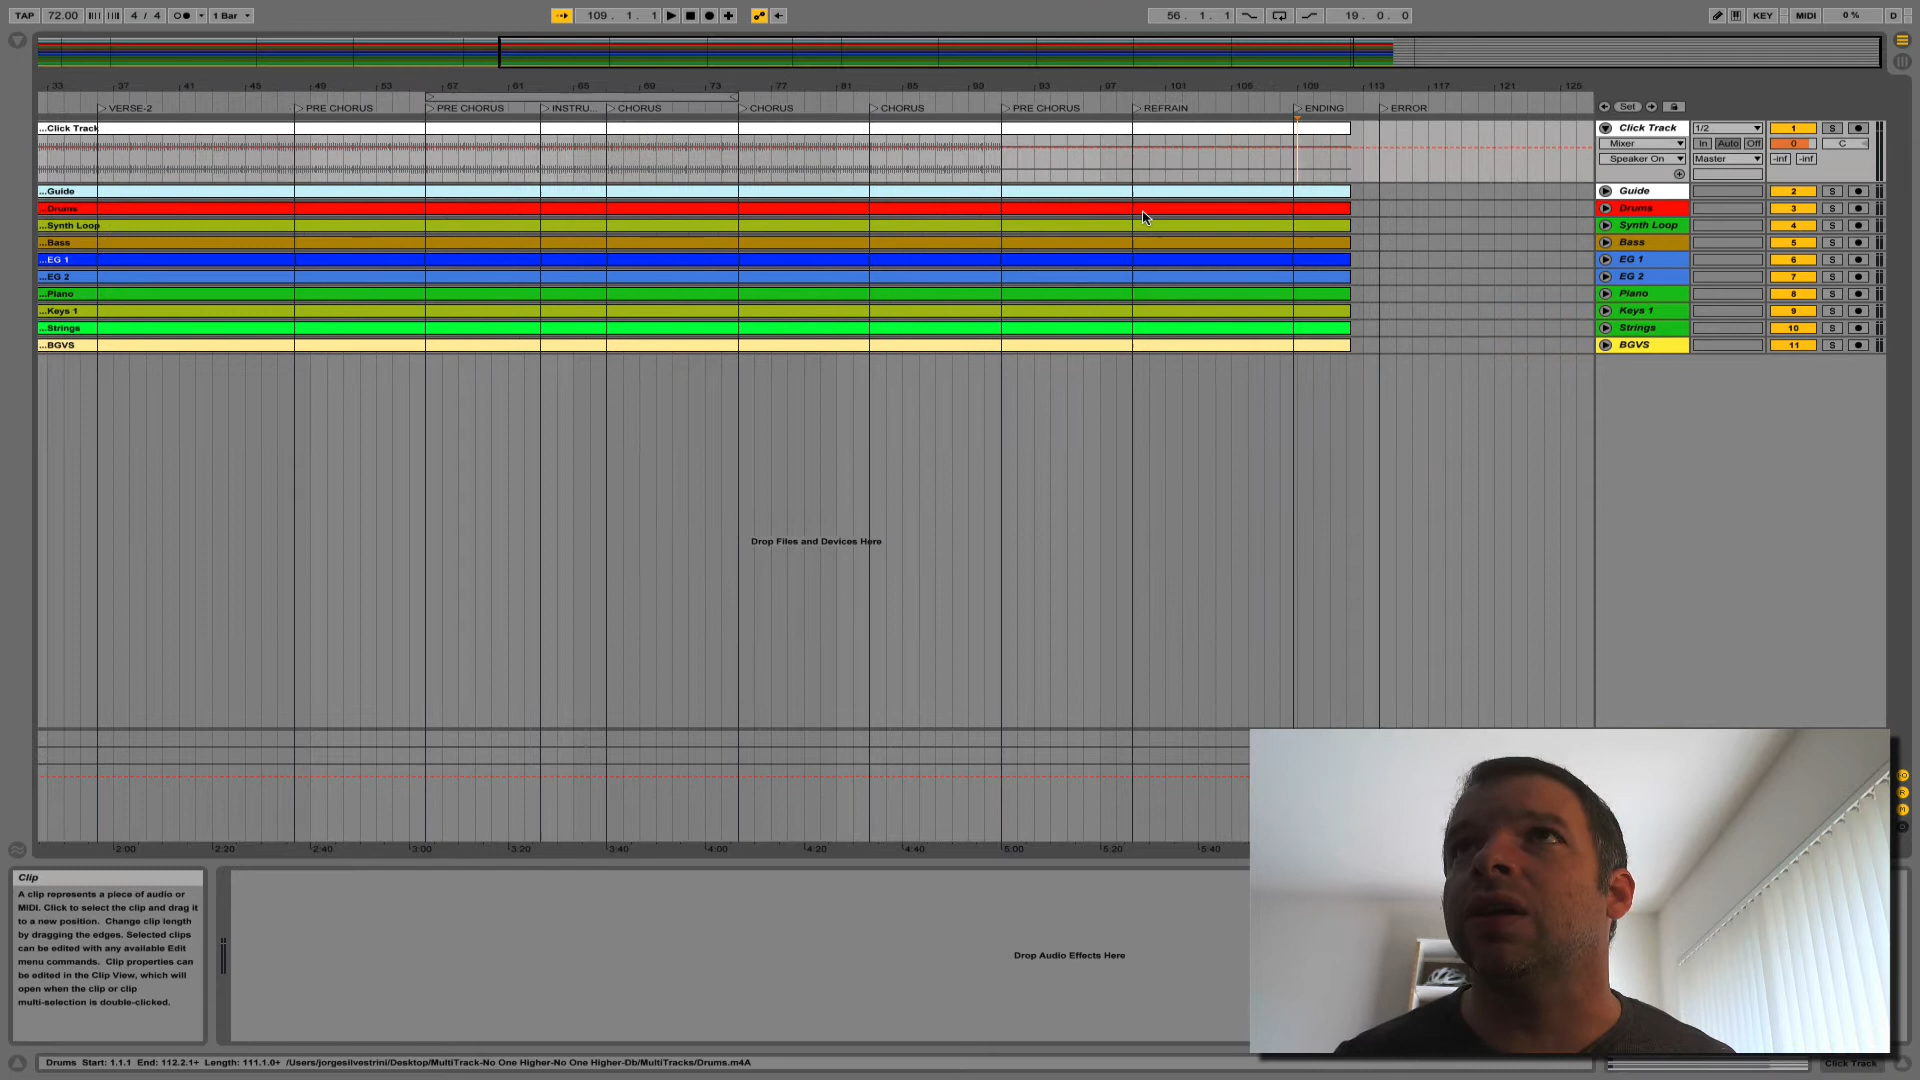 TAP 72.00 4 / 4 1 Bar 109 . 1 . 1 56 . 1 . 1 19 . 0 . 0 KEY MIDI 0 % D
33 37 41 45 49 53 57 61 65 69 73 77 81 85 89 93 97 101 105 109 113 117 121 125
VERSE-2 PRE CHORUS PRE CHORUS INSTRU... CHORUS CHORUS CHORUS PRE CHORUS REFRAIN ENDING ERROR Set
...Click Track Click Track 1/2 1 S
Mixer In Auto Off 0 C
Speaker On Master -inf -inf
...Guide Guide 2 S
...Drums Drums 3 S
...Synth Loop Synth Loop 4 S
...Bass Bass 5 S
...EG 1 EG 1 6 S
...EG 2 EG 2 7 S
...Piano Piano 8 S
...Keys 1 Keys 1 9 S
...Strings Strings 10 S
...BGVS BGVS 11 S
Drop Files and Devices Here
2:00 2:20 2:40 3:00 3:20 3:40 4:00 4:20 4:40 5:00 5:20 5:40
Clip
A clip represents a piece of audio or
MIDI. Click to select the clip and drag it
to a new position. Change clip length
by dragging the edges. Selected clips
can be edited with any available Edit
menu commands. Clip properties can
be edited in the Clip View, which will
open when the clip or clip
multi-selection is double-clicked.
Drop Audio Effects Here
Drums Start: 1.1.1 End: 112.2.1+ Length: 111.1.0+ /Users/jorgesilvestrini/Desktop/MultiTrack-No One Higher-No One Higher-Db/MultiTracks/Drums.m4A
Click Track